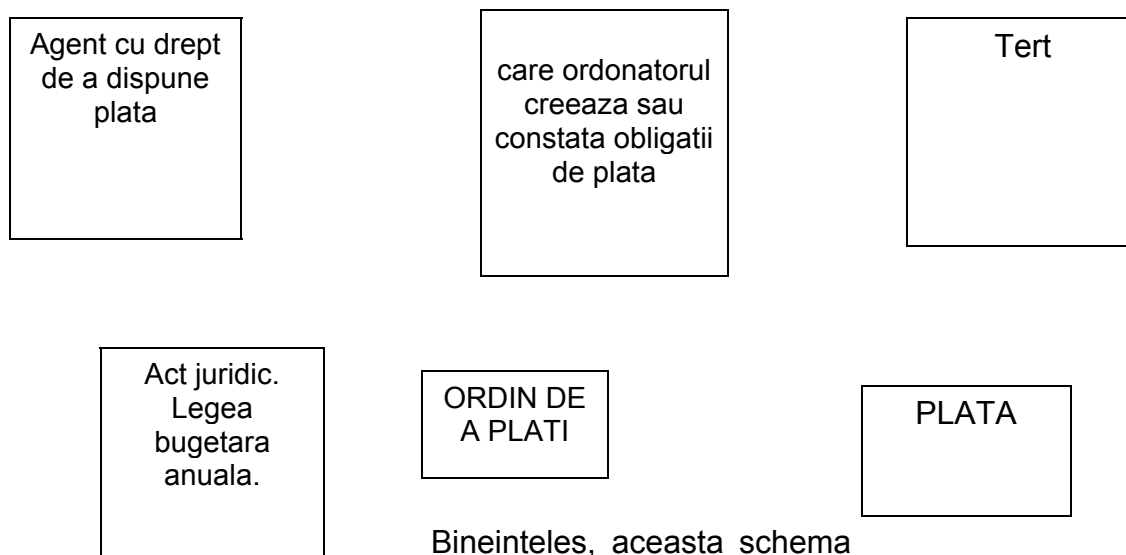 Agent cu drept
de a dispune
plata
care ordonatorul
creeaza sau
constata obligatii
de plata
Tert
Act juridic.
Legea
bugetara
anuala.
ORDIN DE
A PLATI
PLATA
Bineinteles, aceasta schema